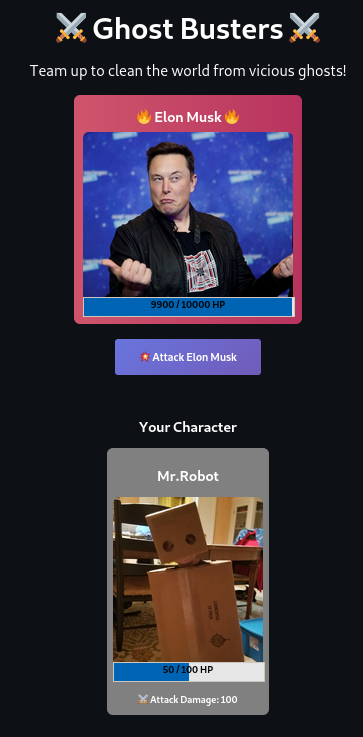 Ghost Busters
Team up to clean the world from vicious ghosts!
Elon Musk
9900 / 10000 HP
Attack Elon Musk
Your Character
Mr.Robot
50 / 100 HP
Attack Damage: 100